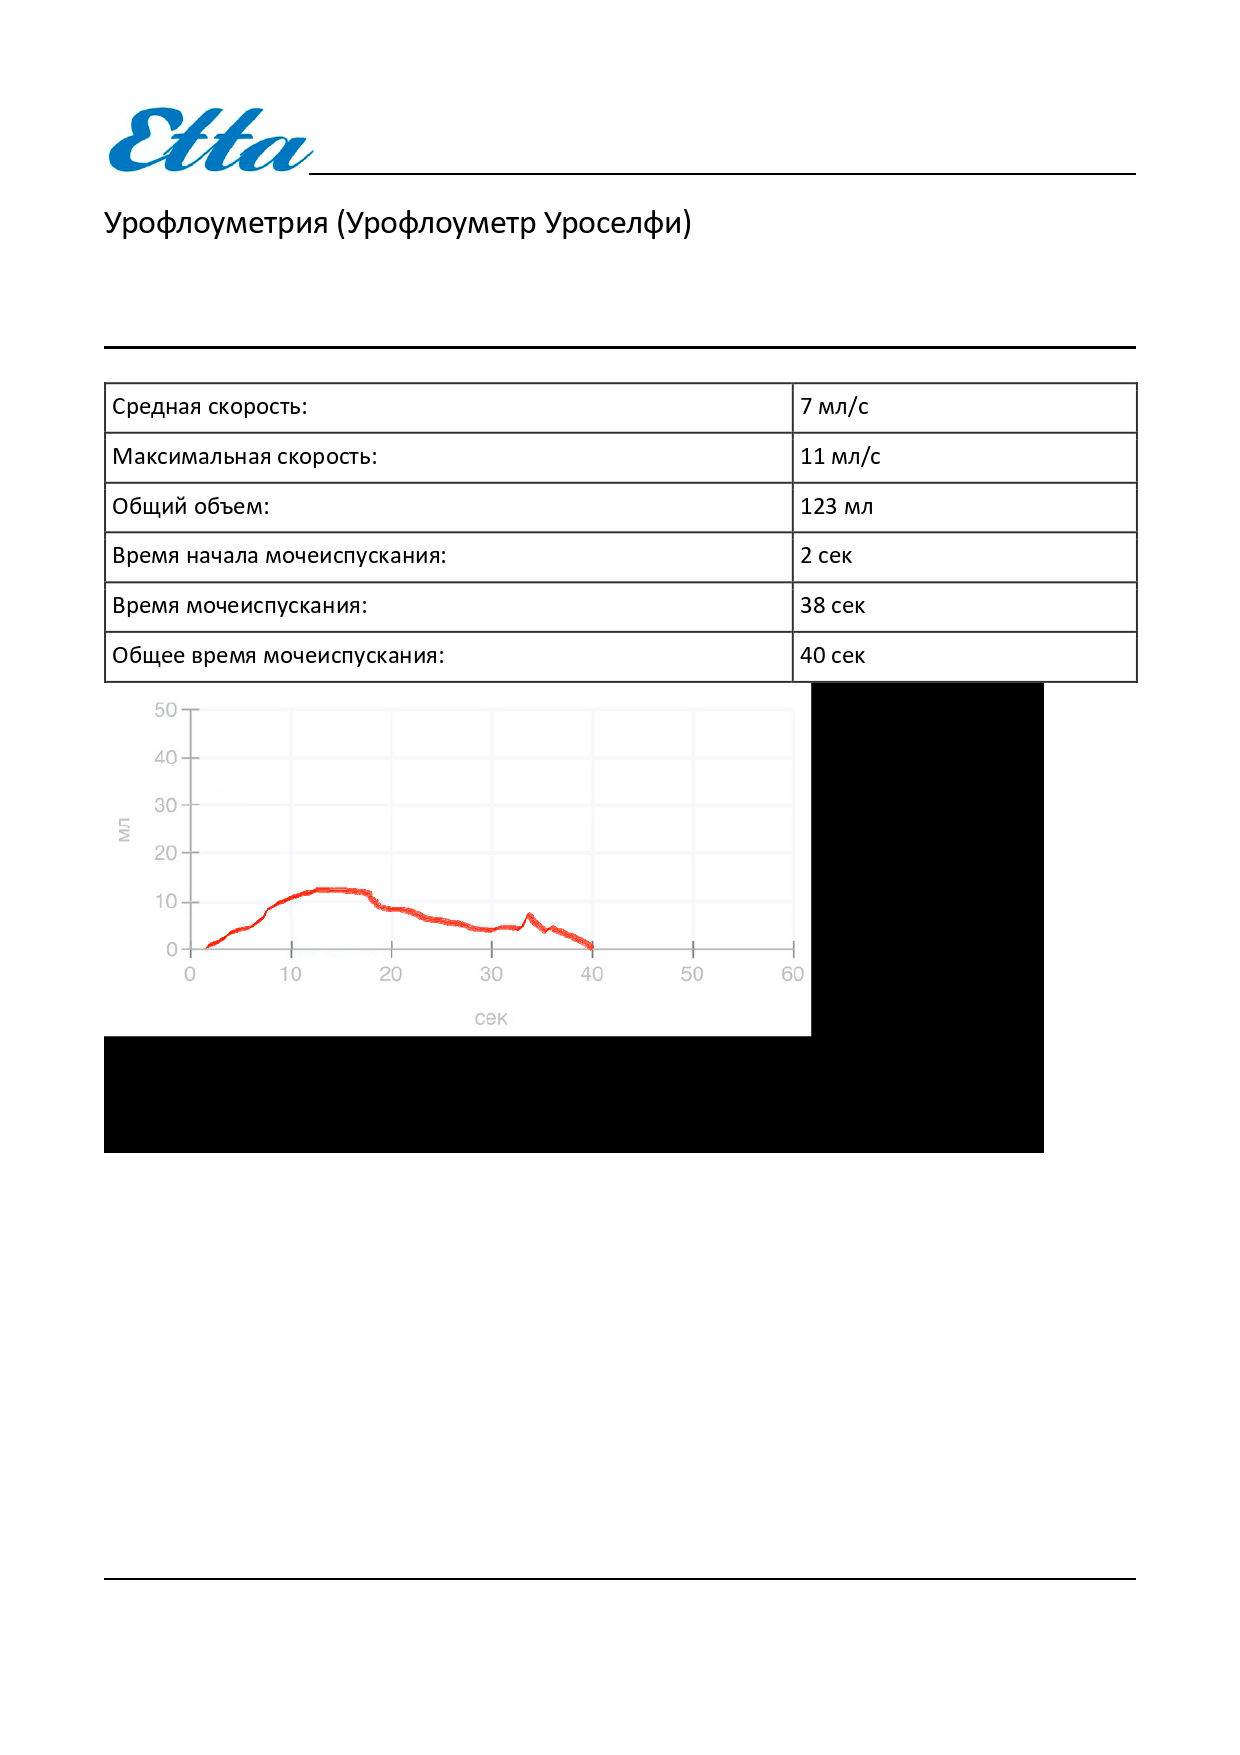 Etta
Урофлоуметрия (Урофлоуметр Уроселфи)
Средная скорость: 7 мл/с
Максимальная скорость: 11 мл/с
Общий объем: 123 мл
Время начала мочеиспускания: 2 сек
Время мочеиспускания: 38 сек
Общее время мочеиспускания: 40 сек
50
40
30
20
10
0
мл
0 10 20 30 40 50 60
сек